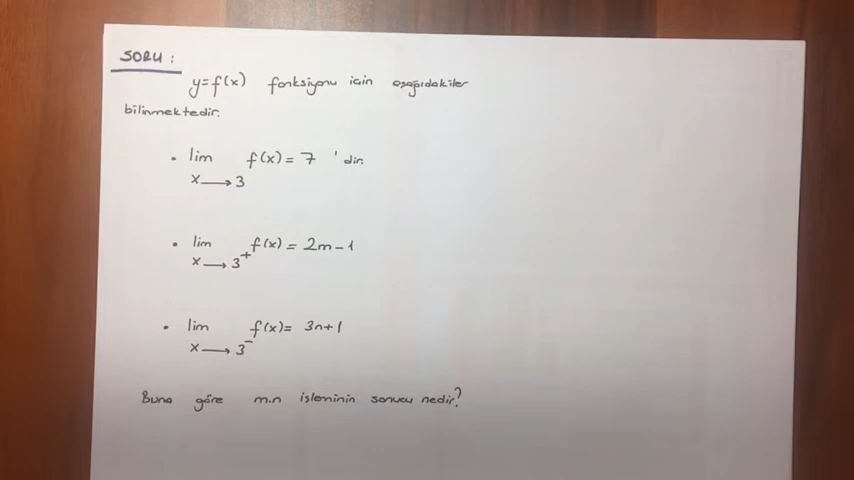 SORU:
y=f(x) fonksiyonu için aşağıdakiler
bilinmektedir.
• lim f(x) = 7 'dir.
x → 3
• lim f(x) = 2m-1
x → 3⁺
• lim f(x) = 3n+1
x → 3⁻
Buna göre m.n işleminin sonucu nedir?